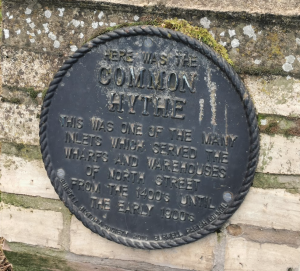 HERE WAS THE
COMMON
HYTHE
THIS WAS ONE OF THE MANY
INLETS WHICH SERVED THE
WHARFS AND WAREHOUSES
OF NORTH STREET
FROM THE 1200'S UNTIL
THE EARLY 1800'S